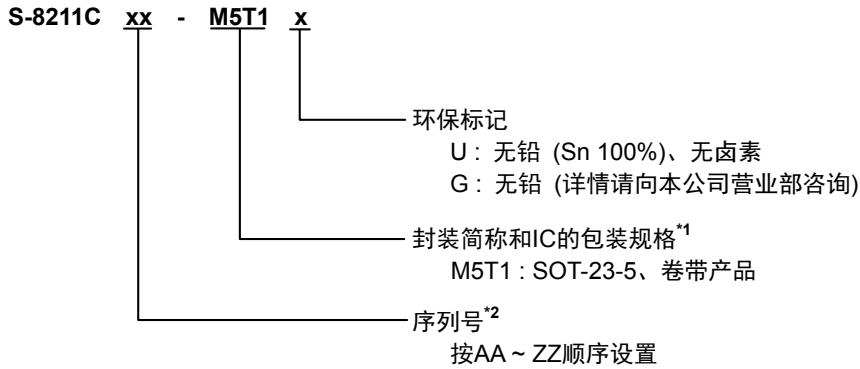 S-8211C xx - M5T1 x
环保标记
U : 无铅 (Sn 100%)、无卤素
G : 无铅 (详情请向本公司营业部咨询)
封装简称和IC的包装规格*1
M5T1 : SOT-23-5、卷带产品
序列号*2
按AA ~ ZZ顺序设置